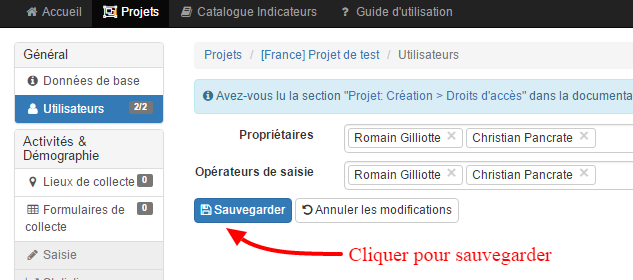 Accueil Projets Catalogue Indicateurs ? Guide d'utilisation
Général
Données de base
Utilisateurs 2/2
Activités &
Démographie
Lieux de collecte 0
Formulaires de 0
collecte
Saisie
Projets / [France] Projet de test / Utilisateurs
Avez-vous lu la section "Projet: Création > Droits d'accès" dans la documenta
Propriétaires Romain Gilliotte × Christian Pancrate ×
Opérateurs de saisie Romain Gilliotte × Christian Pancrate ×
Sauvegarder Annuler les modifications
Cliquer pour sauvegarder